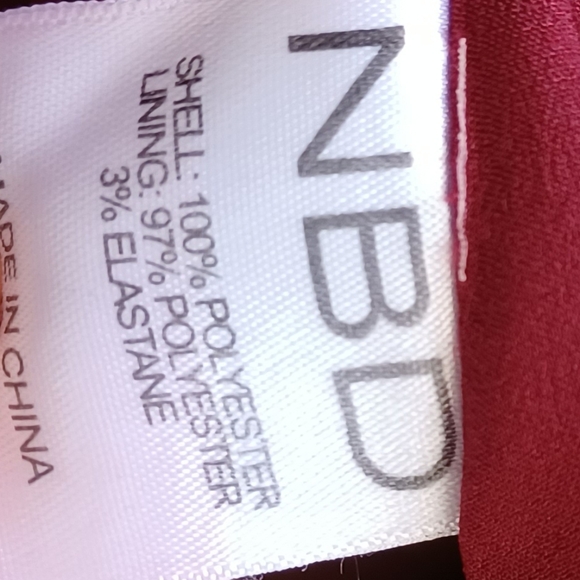 NBD
SHELL: 100% POLYESTER
LINING: 97% POLYESTER
3% ELASTANE
MADE IN CHINA